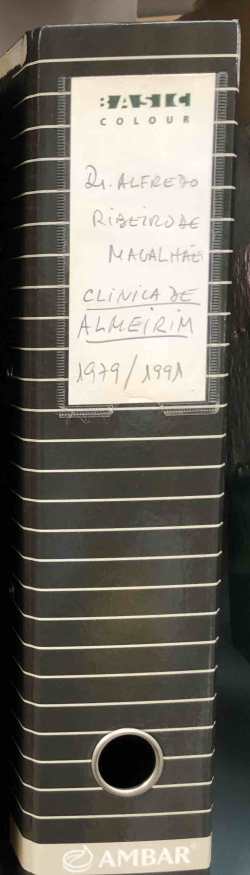 BASIC
COLOUR
Dr. ALFREDO
RIBEIRO DE
MAGALHÃES
CLINICA DE
ALMEIRIM
1979/1991
AMBAR